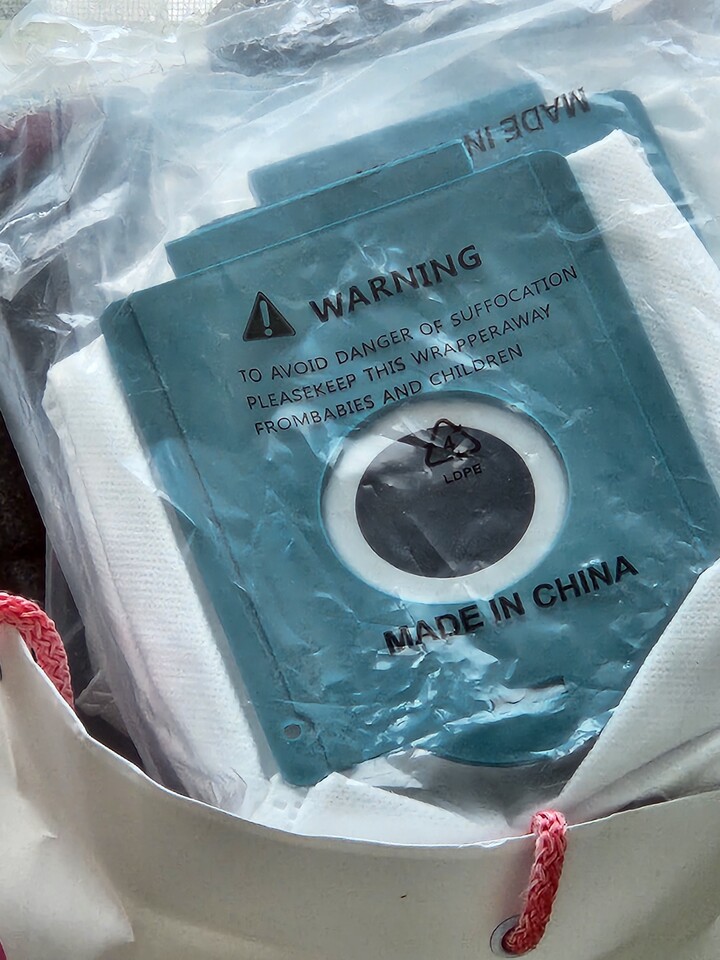 MADE IN
WARNING
TO AVOID DANGER OF SUFFOCATION
PLEASEKEEP THIS WRAPPERAWAY
FROMBABIES AND CHILDREN
4
LDPE
MADE IN CHINA